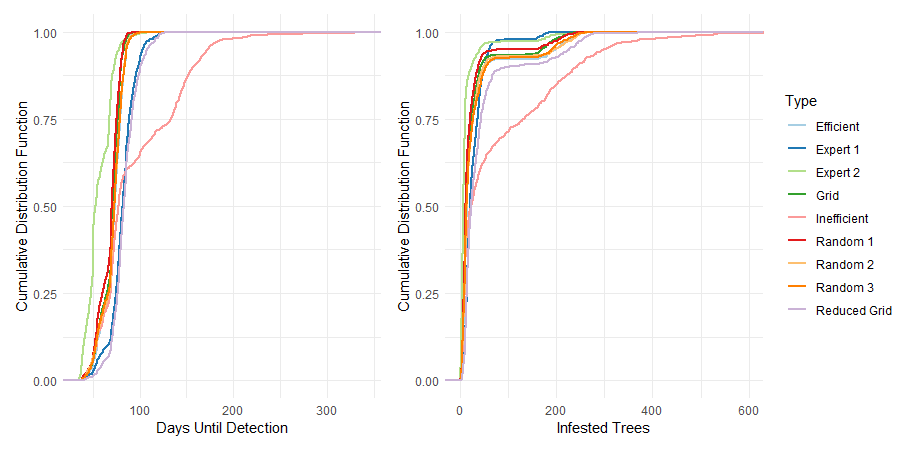 Cumulative Distribution Function
1.00
0.75
0.50
0.25
0.00
100
200
300
Days Until Detection
Cumulative Distribution Function
1.00
0.75
0.50
0.25
0.00
0
200
400
600
Infested Trees
Type
Efficient
Expert 1
Expert 2
Grid
Inefficient
Random 1
Random 2
Random 3
Reduced Grid